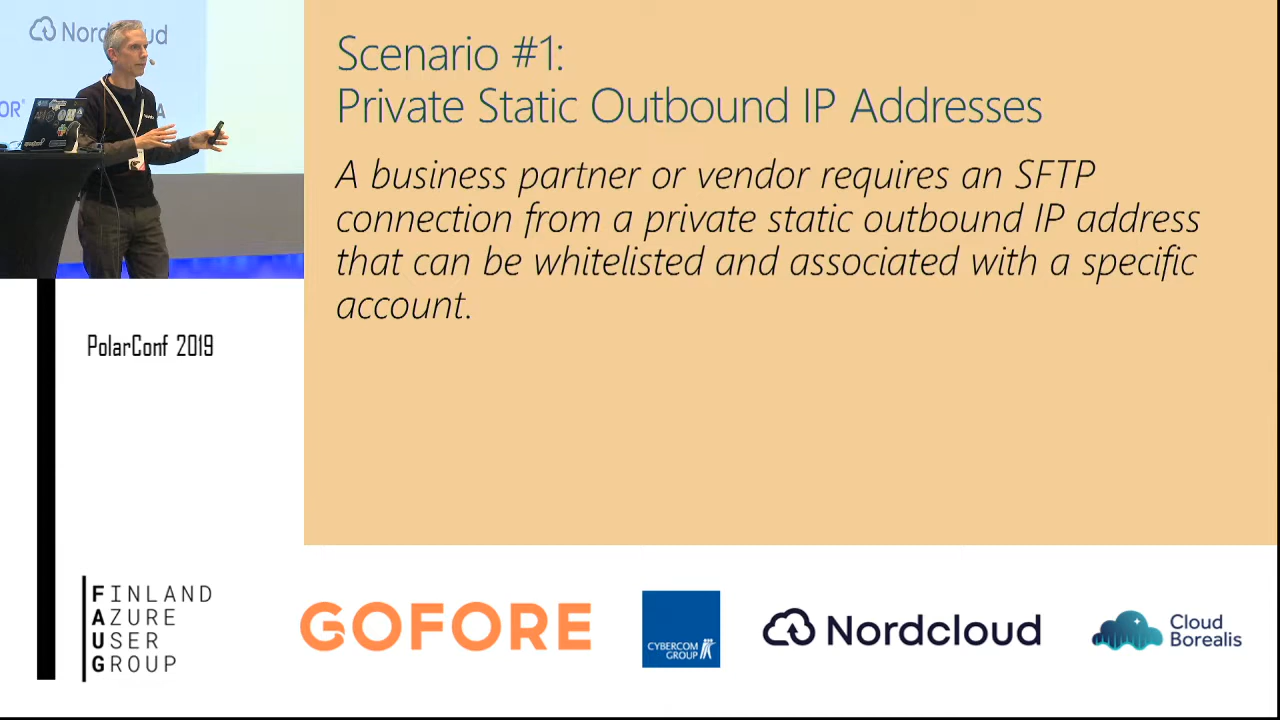 Nordcloud
Scenario #1:
Private Static Outbound IP Addresses
A business partner or vendor requires an SFTP
connection from a private static outbound IP address
that can be whitelisted and associated with a specific
account.
PolarConf 2019
FINLAND
AZURE
USER
GROUP
GOFORE
CYBERCOM
GROUP
Nordcloud
Cloud
Borealis